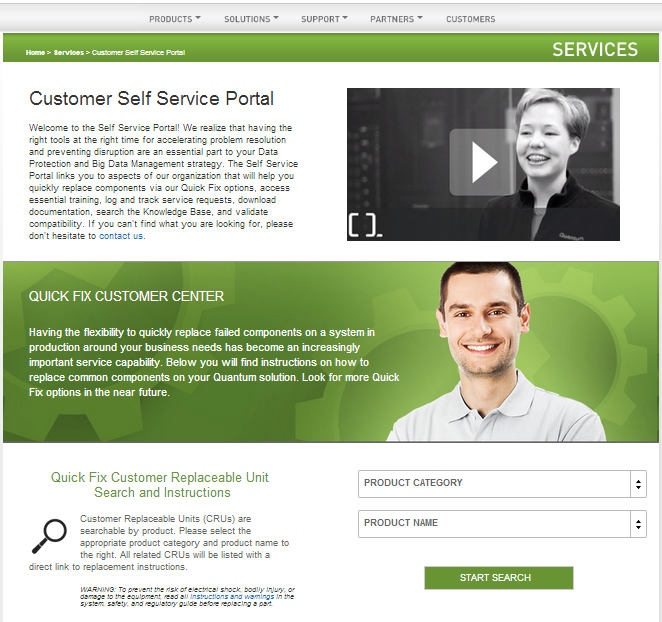 PRODUCTS SOLUTIONS SUPPORT PARTNERS CUSTOMERS
Home > Services > Customer Self Service Portal
SERVICES
Customer Self Service Portal
Welcome to the Self Service Portal! We realize that having the
right tools at the right time for accelerating problem resolution
and preventing disruption are an essential part to your Data
Protection and Big Data Management strategy. The Self Service
Portal links you to aspects of our organization that will help you
quickly replace components via our Quick Fix options, access
essential training, log and track service requests, download
documentation, search the Knowledge Base, and validate
compatibility. If you can't find what you are looking for, please
don't hesitate to contact us.
Quantum
QUICK FIX CUSTOMER CENTER
Having the flexibility to quickly replace failed components on a system in
production around your business needs has become an increasingly
important service capability. Below you will find instructions on how to
replace common components on your Quantum solution. Look for more Quick
Fix options in the near future.
Quick Fix Customer Replaceable Unit
Search and Instructions
Customer Replaceable Units (CRUs) are
searchable by product. Please select the
appropriate product category and product name to
the right. All related CRUs will be listed with a
direct link to replacement instructions.
WARNING: To prevent the risk of electrical shock, bodily injury, or
damage to the equipment, read all instructions and warnings in the
system, safety, and regulatory guide before replacing a part.
PRODUCT CATEGORY
PRODUCT NAME
START SEARCH